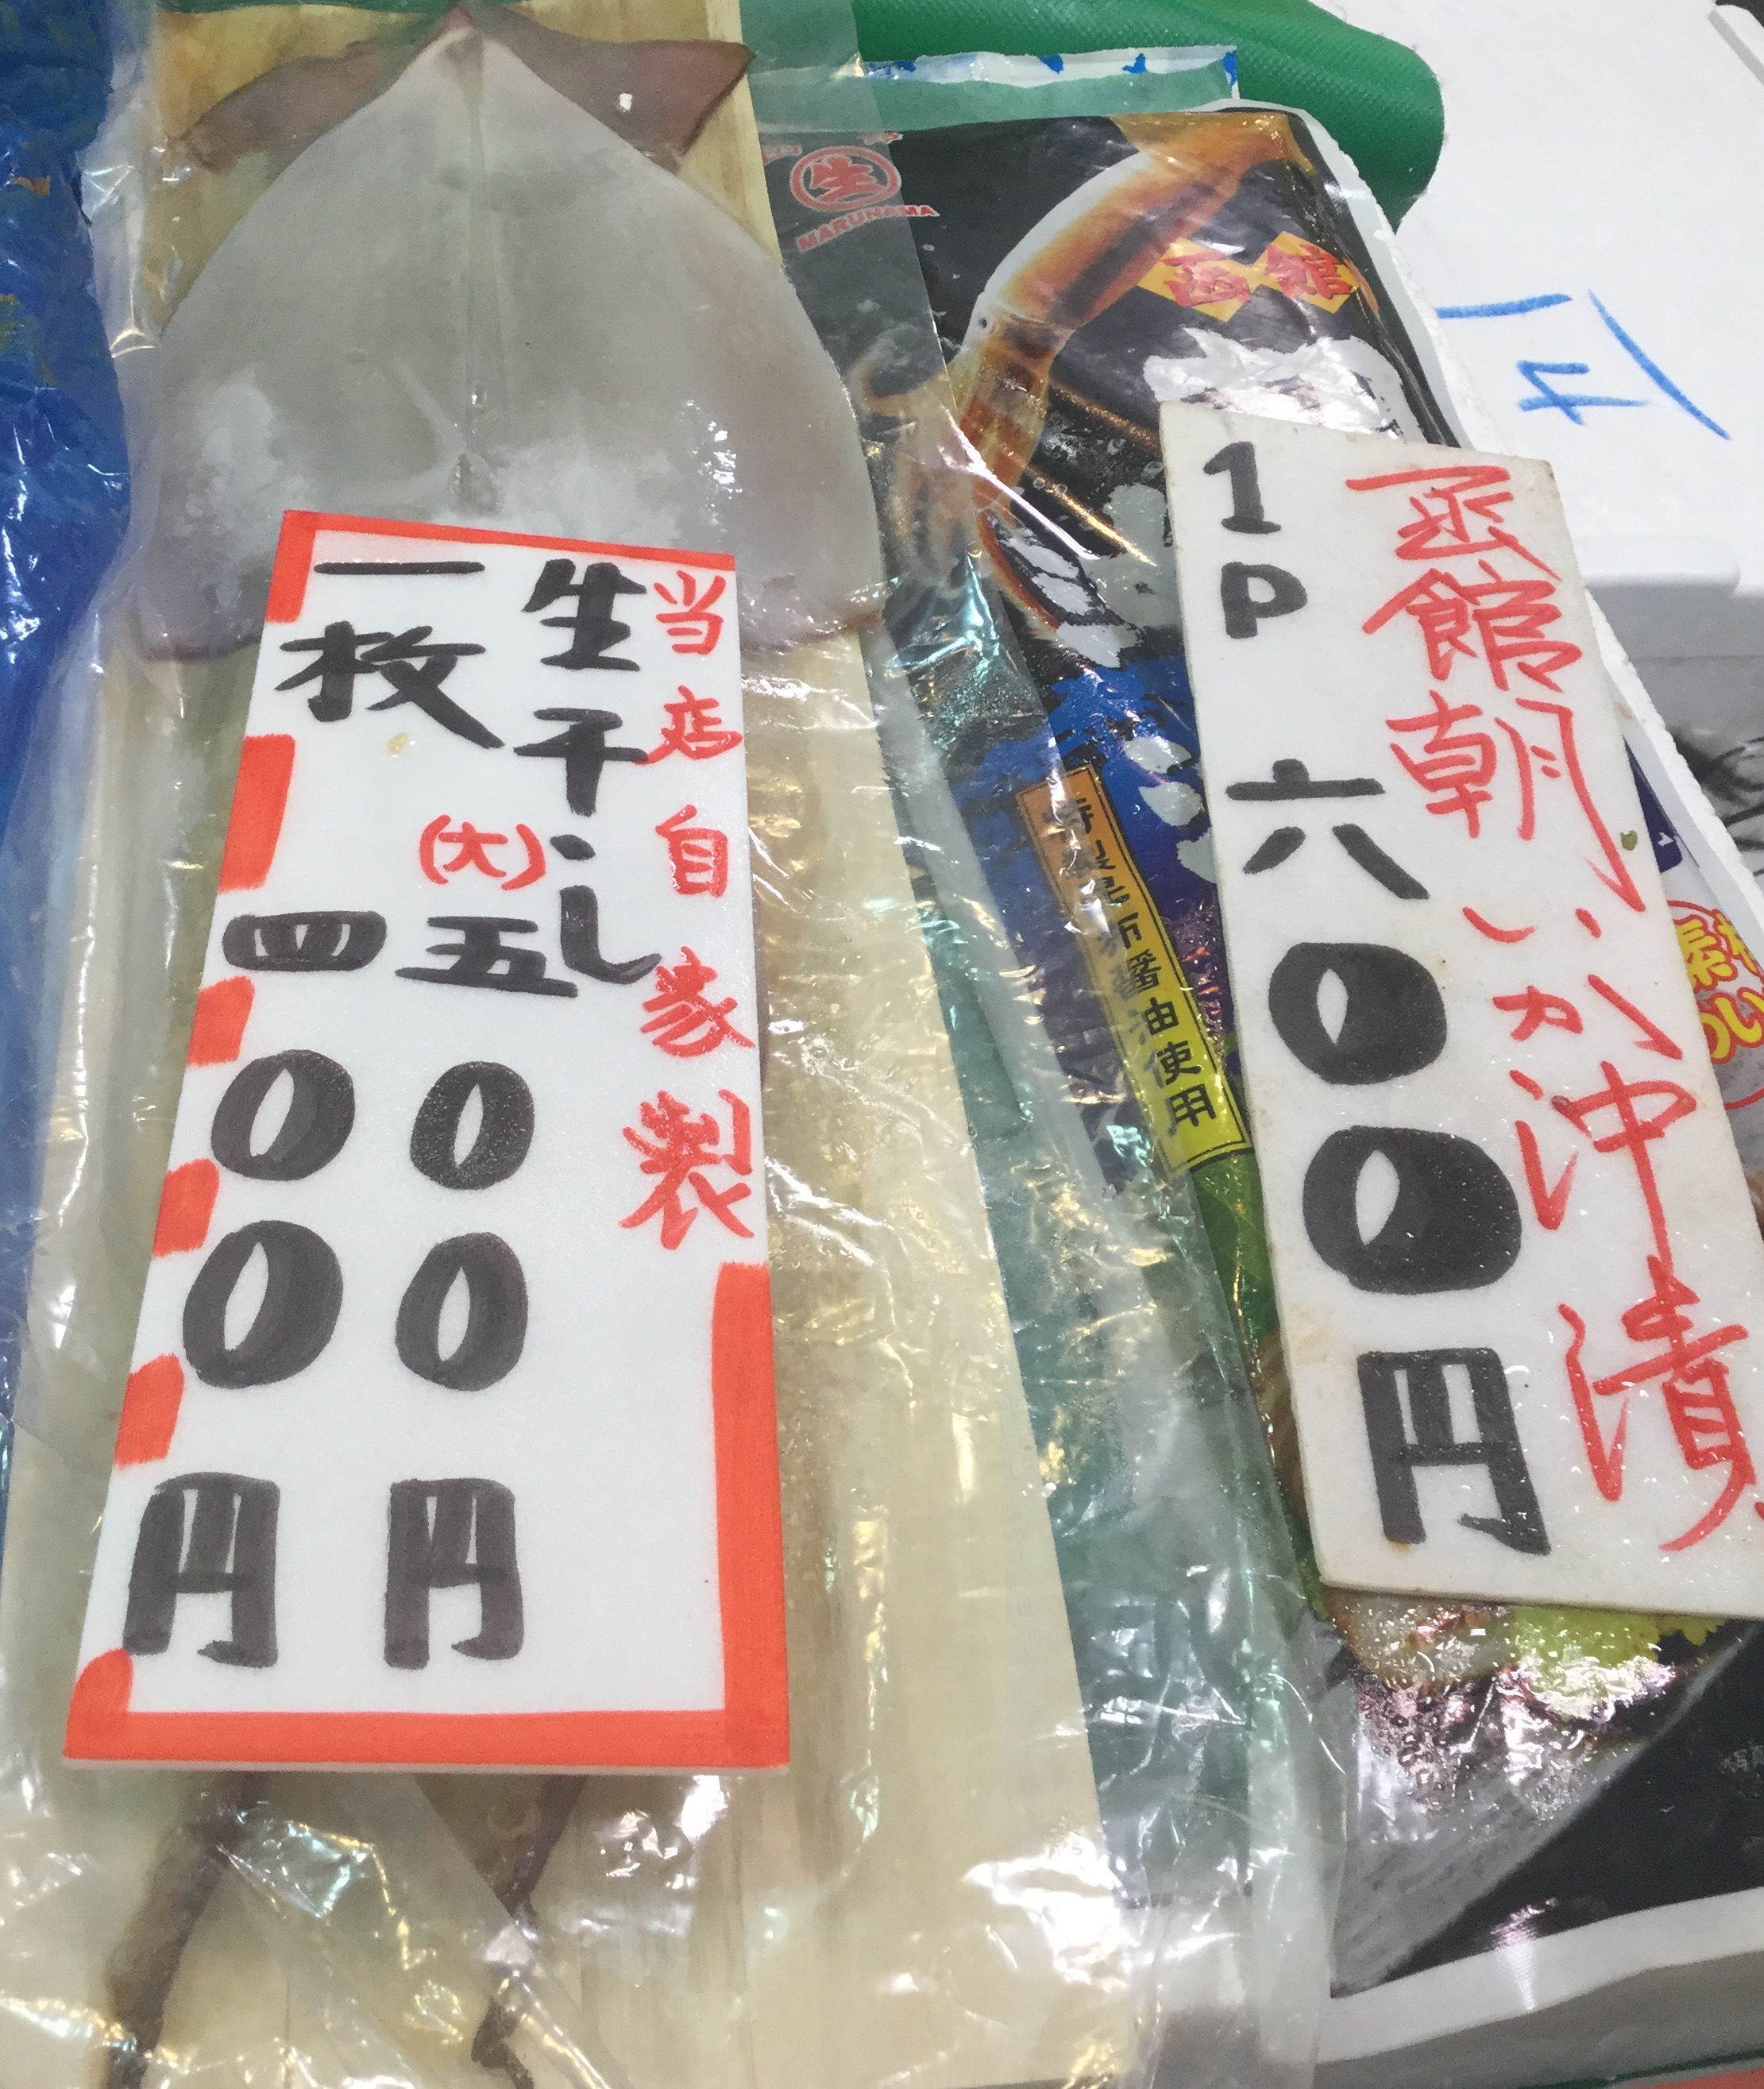 当店自家製
生干し
(大)五〇〇円
一枚 四〇〇円
函館朝いか沖漬
1P 六〇〇円
生
MARUNAMA
函館
醤油使用